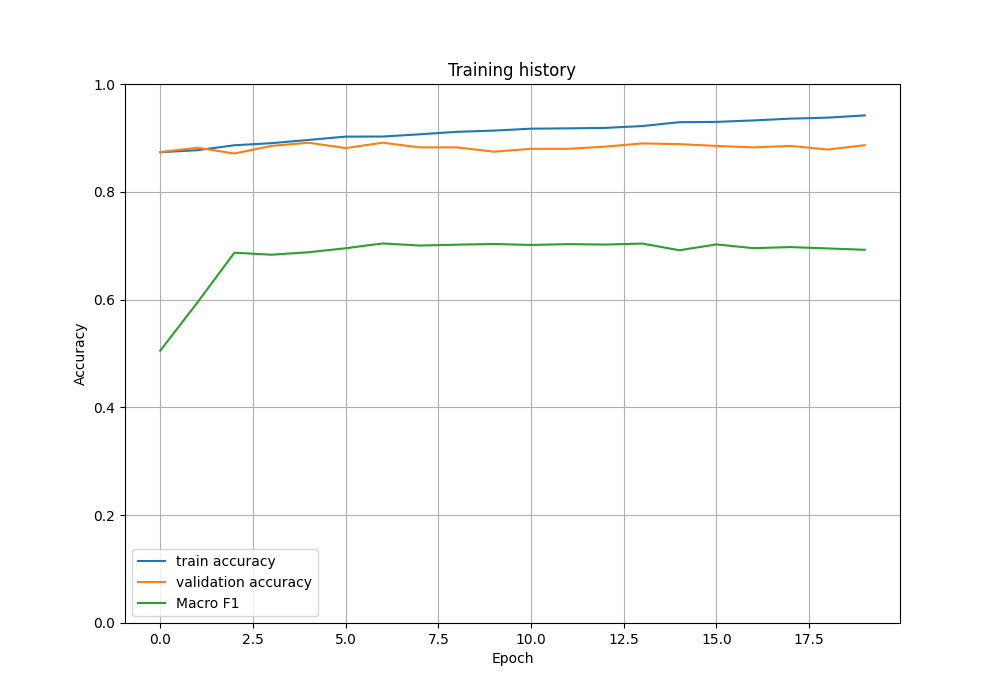 Training history
1.0
0.8
0.6
0.4
0.2
0.0
Accuracy
train accuracy
validation accuracy
Macro F1
0.0 2.5 5.0 7.5 10.0 12.5 15.0 17.5
Epoch